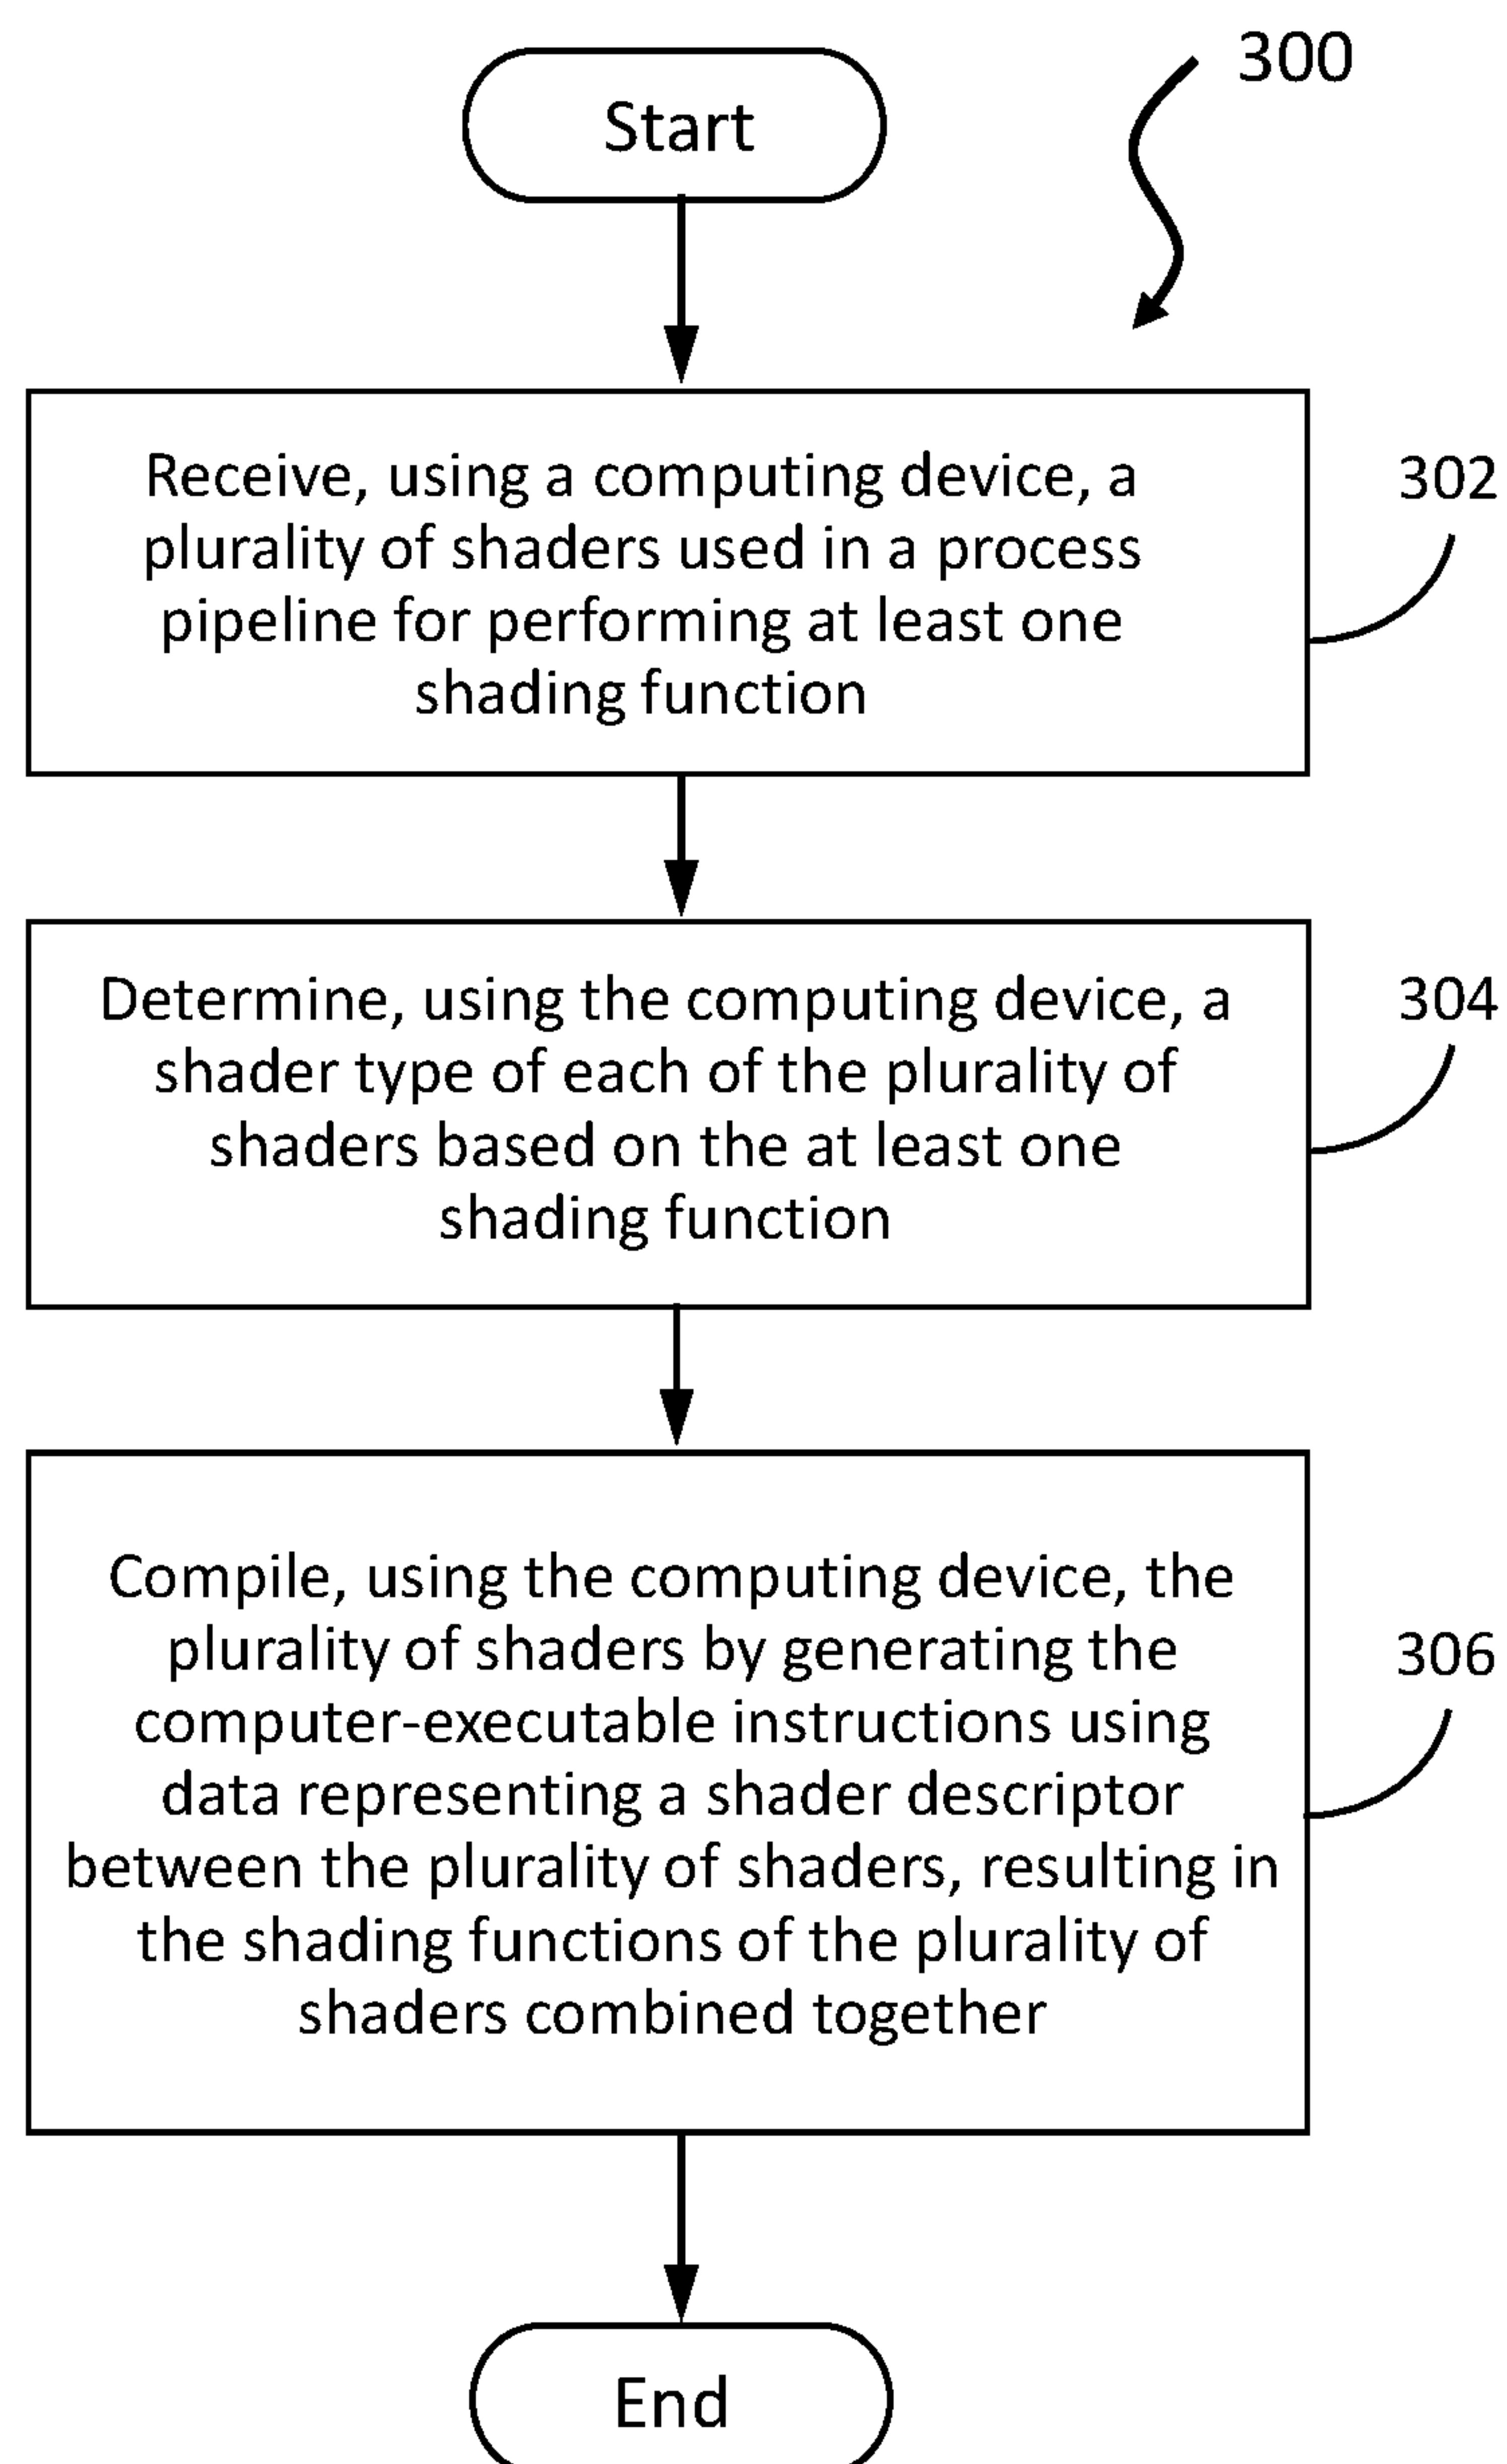 300
Start
Receive, using a computing device, a
plurality of shaders used in a process
pipeline for performing at least one
shading function
302
Determine, using the computing device, a
shader type of each of the plurality of
shaders based on the at least one
shading function
304
Compile, using the computing device, the
plurality of shaders by generating the
computer-executable instructions using
data representing a shader descriptor
between the plurality of shaders, resulting in
the shading functions of the plurality of
shaders combined together
306
End